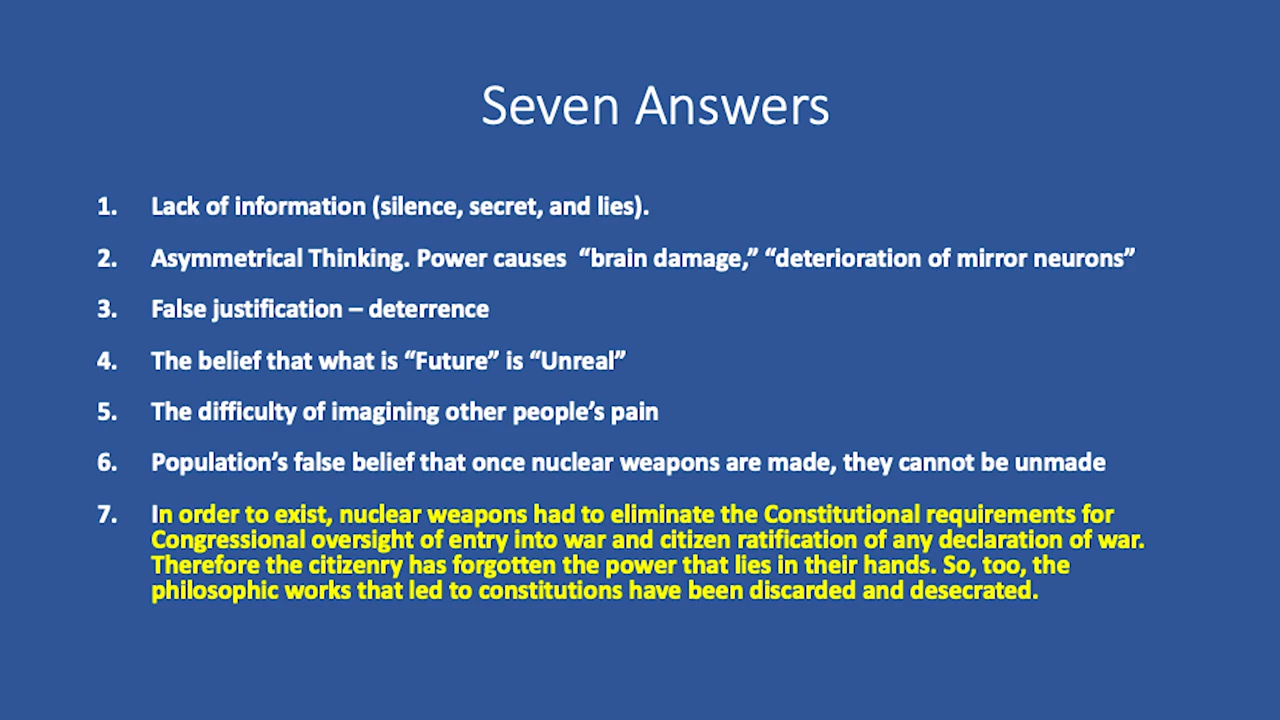 Seven Answers
1. Lack of information (silence, secret, and lies).
2. Asymmetrical Thinking. Power causes “brain damage,” “deterioration of mirror neurons”
3. False justification – deterrence
4. The belief that what is “Future” is “Unreal”
5. The difficulty of imagining other people’s pain
6. Population’s false belief that once nuclear weapons are made, they cannot be unmade
7. In order to exist, nuclear weapons had to eliminate the Constitutional requirements for
Congressional oversight of entry into war and citizen ratification of any declaration of war.
Therefore the citizenry has forgotten the power that lies in their hands. So, too, the
philosophic works that led to constitutions have been discarded and desecrated.